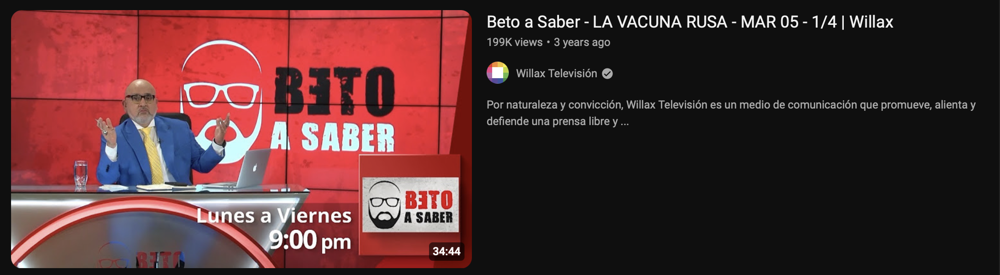 BETO
A SABER
Lunes a Viernes
9:00 pm
BETO
A SABER
34:44
BETO
Beto a Saber - LA VACUNA RUSA - MAR 05 - 1/4 | Willax
199K views • 3 years ago
Willax Televisión
Por naturaleza y convicción, Willax Televisión es un medio de comunicación que promueve, alienta y
defiende una prensa libre y ...